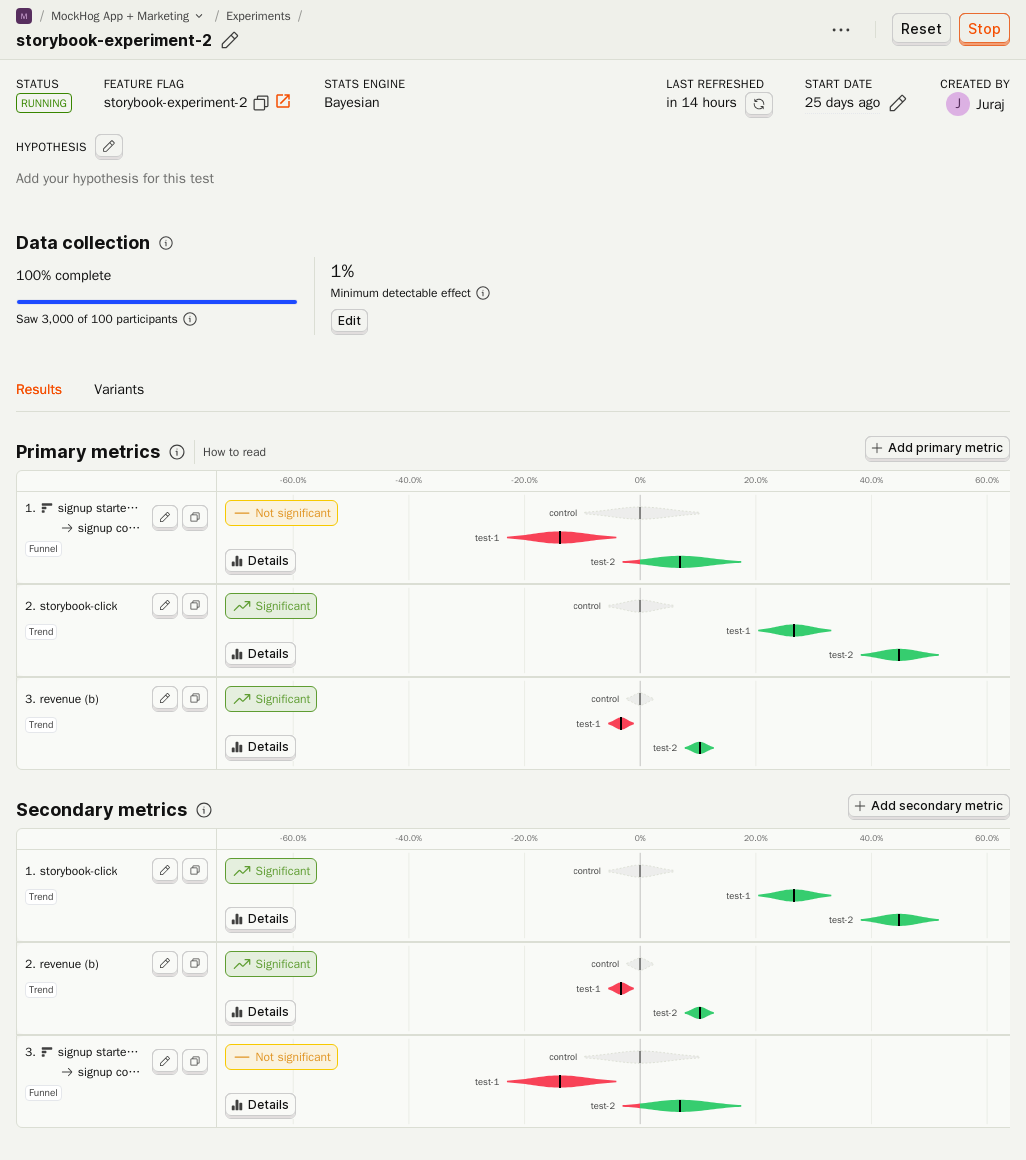 M / MockHog App + Marketing / Experiments /
storybook-experiment-2
Reset
Stop
STATUS
RUNNING
FEATURE FLAG
storybook-experiment-2
STATS ENGINE
Bayesian
LAST REFRESHED
in 14 hours
START DATE
25 days ago
CREATED BY
J Juraj
HYPOTHESIS
Add your hypothesis for this test
Data collection
100% complete
Saw 3,000 of 100 participants
1%
Minimum detectable effect
Edit
Results
Variants
Primary metrics
How to read
Add primary metric
-60.0% -40.0% -20.0% 0% 20.0% 40.0% 60.0%
1. signup starte···
→ signup co···
Funnel
Not significant
Details
control
test-1
test-2
2. storybook-click
Trend
Significant
Details
control
test-1
test-2
3. revenue (b)
Trend
Significant
Details
control
test-1
test-2
Secondary metrics
Add secondary metric
-60.0% -40.0% -20.0% 0% 20.0% 40.0% 60.0%
1. storybook-click
Trend
Significant
Details
control
test-1
test-2
2. revenue (b)
Trend
Significant
Details
control
test-1
test-2
3. signup starte···
→ signup co···
Funnel
Not significant
Details
control
test-1
test-2